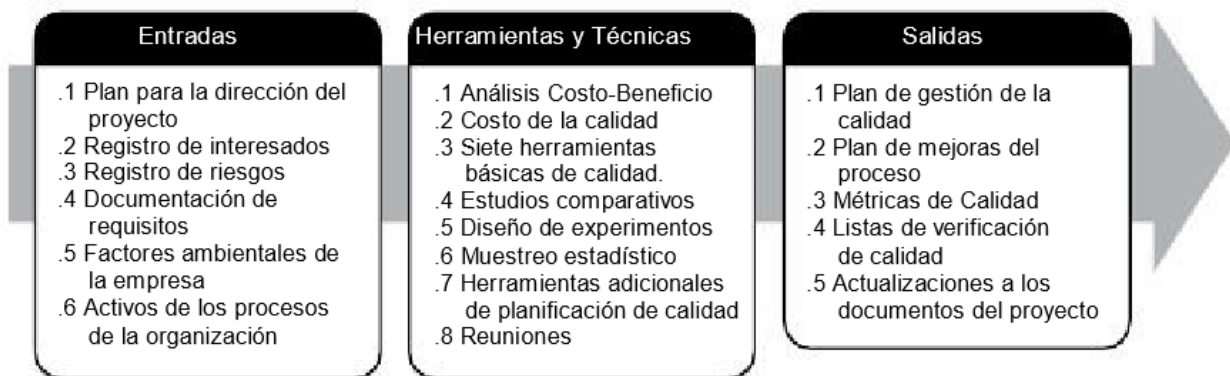 Entradas
.1 Plan para la dirección del
proyecto
.2 Registro de interesados
.3 Registro de riesgos
.4 Documentación de
requisitos
.5 Factores ambientales de
la empresa
.6 Activos de los procesos
de la organización
Herramientas y Técnicas
.1 Análisis Costo-Beneficio
.2 Costo de la calidad
.3 Siete herramientas
básicas de calidad.
.4 Estudios comparativos
.5 Diseño de experimentos
.6 Muestreo estadístico
.7 Herramientas adicionales
de planificación de calidad
.8 Reuniones
Salidas
.1 Plan de gestión de la
calidad
.2 Plan de mejoras del
proceso
.3 Métricas de Calidad
.4 Listas de verificación
de calidad
.5 Actualizaciones a los
documentos del proyecto